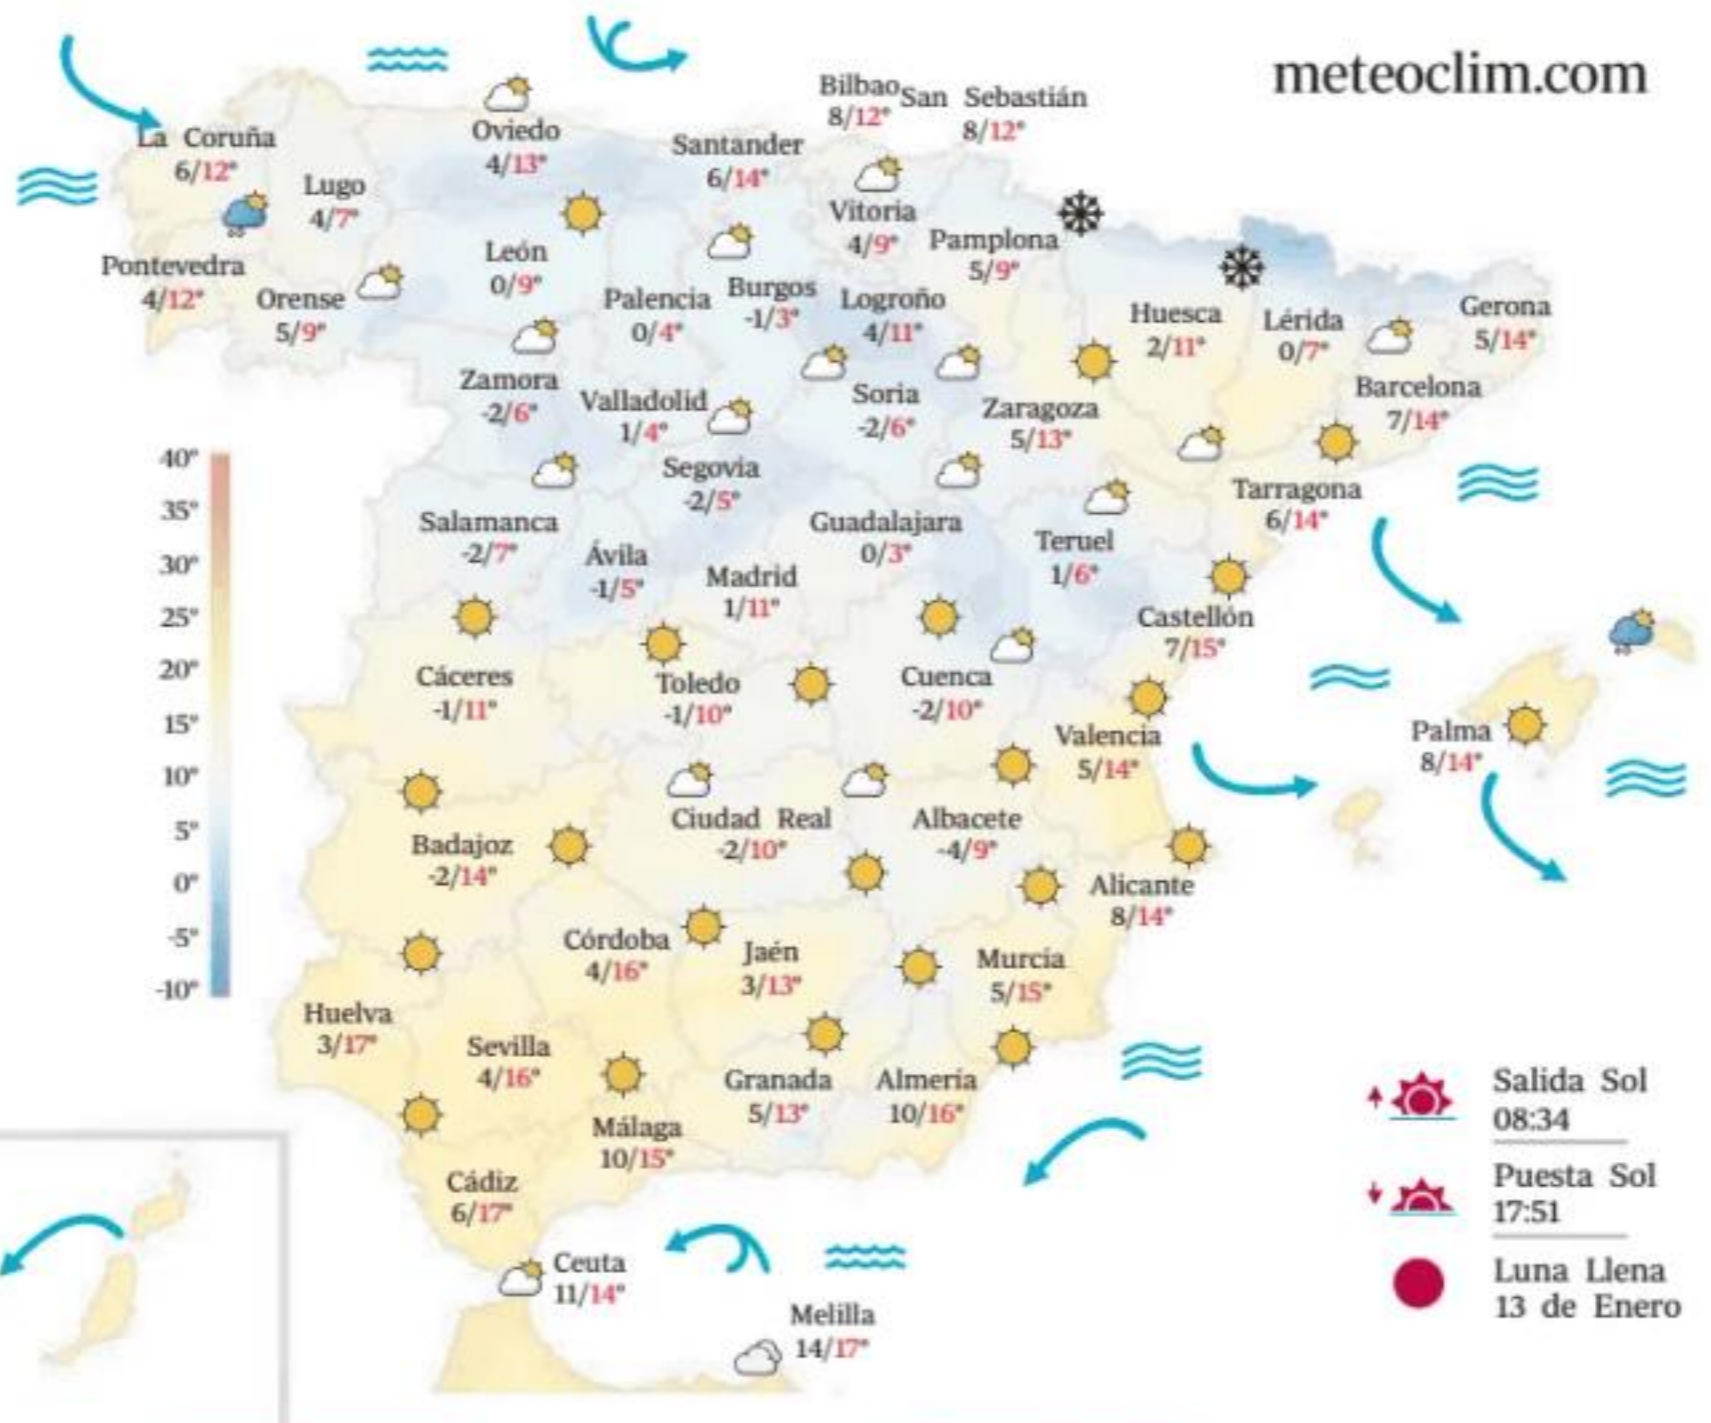 meteoclim.com
Bilbao
8/12°
San Sebastián
8/12°
La Coruña
6/12°
Oviedo
4/13°
Santander
6/14°
Lugo
4/7°
Vitoria
4/9°
Pamplona
5/9°
León
0/9°
Pontevedra
4/12°
Orense
5/9°
Palencia
0/4°
Burgos
-1/3°
Logroño
4/11°
Huesca
2/11°
Lérida
0/7°
Gerona
5/14°
Zamora
-2/6°
Valladolid
1/4°
Soria
-2/6°
Zaragoza
5/13°
Barcelona
7/14°
Segovia
-2/5°
Tarragona
6/14°
Salamanca
-2/7°
Ávila
-1/5°
Madrid
1/11°
Guadalajara
0/3°
Teruel
1/6°
Castellón
7/15°
Cáceres
-1/11°
Toledo
-1/10°
Cuenca
-2/10°
Valencia
5/14°
Palma
8/14°
Badajoz
-2/14°
Ciudad Real
-2/10°
Albacete
-4/9°
Alicante
8/14°
Córdoba
4/16°
Jaén
3/13°
Murcia
5/15°
Huelva
3/17°
Sevilla
4/16°
Granada
5/13°
Almería
10/16°
Málaga
10/15°
Cádiz
6/17°
Ceuta
11/14°
Melilla
14/17°
40°
35°
30°
25°
20°
15°
10°
5°
0°
-5°
-10°
Salida Sol
08:34
Puesta Sol
17:51
Luna Llena
13 de Enero